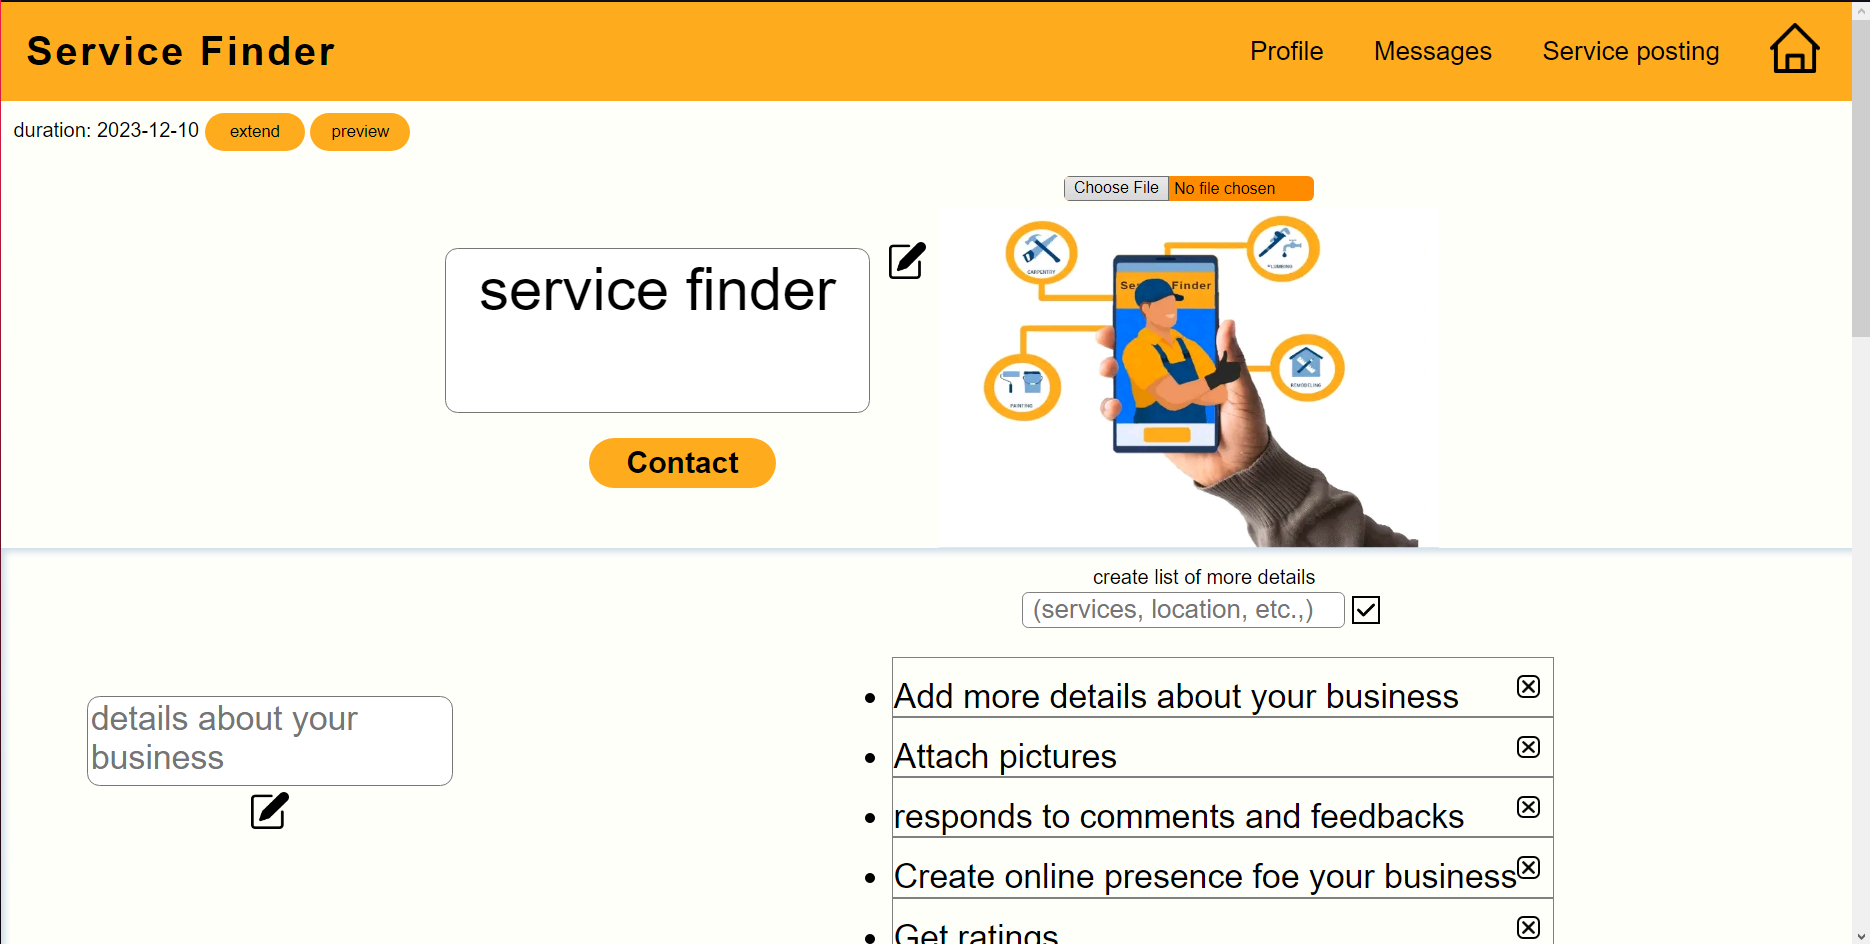 Service Finder
Profile
Messages
Service posting
duration: 2023-12-10
extend
preview
Choose File
No file chosen
service finder
CARPENTRY
PLUMBING
Finder
PAINTING
REMODELING
Contact
create list of more details
(services, location, etc.,)
details about your
business
Add more details about your business
Attach pictures
responds to comments and feedbacks
Create online presence foe your business
Get ratings